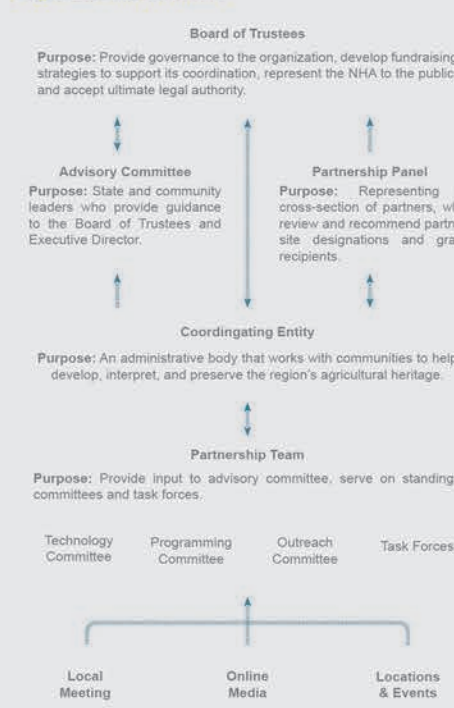 Board of Trustees
Purpose: Provide governance to the organization, develop fundraising
strategies to support its coordination, represent the NHA to the public
and accept ultimate legal authority.
Advisory Committee
Purpose: State and community
leaders who provide guidance
to the Board of Trustees and
Executive Director.
Partnership Panel
Purpose: Representing
cross-section of partners,
review and recommend
site designations and
recipients.
Coordingating Entity
Purpose: An administrative body that works with communities to help
develop, interpret, and preserve the region's agricultural heritage.
Partnership Team
Purpose: Provide input to advisory committee, serve on standing
committees and task forces.
Technology
Committee
Programming
Committee
Outreach
Committee
Task Forces
Local
Meeting
Online
Media
Locations
& Events